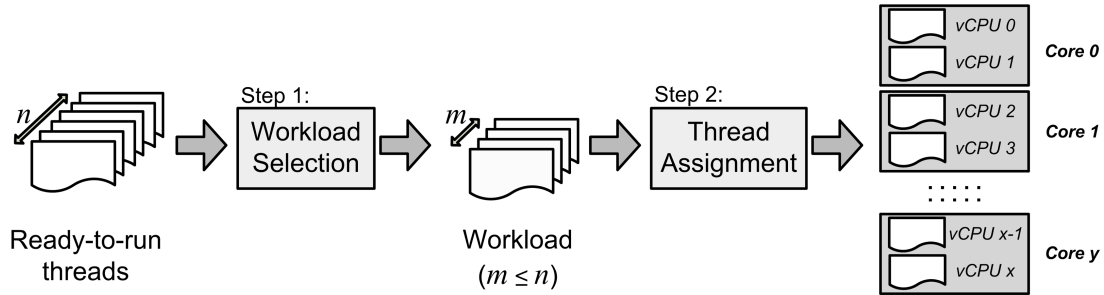 n
Ready-to-run
threads
Step 1:
Workload
Selection
m
Workload
(m ≤ n)
Step 2:
Thread
Assignment
vCPU 0
vCPU 1
Core 0
vCPU 2
vCPU 3
Core 1
vCPU x-1
vCPU x
Core y